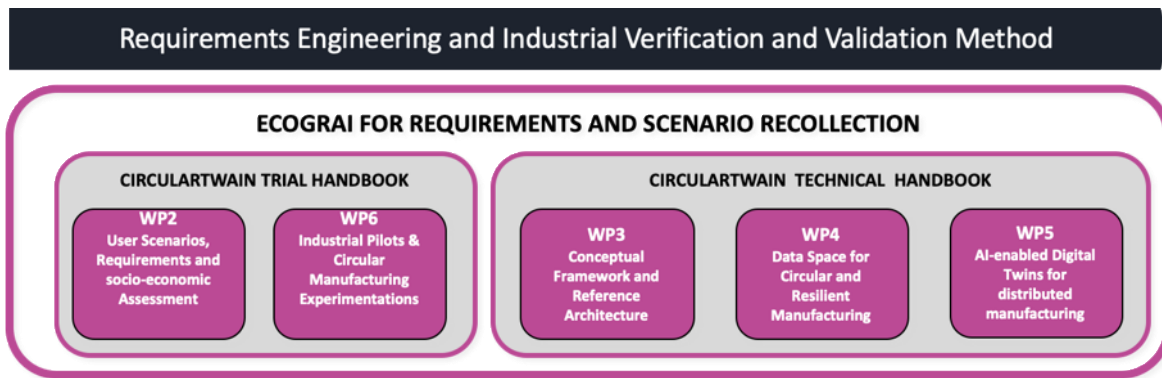 Requirements Engineering and Industrial Verification and Validation Method
ECOGRAI FOR REQUIREMENTS AND SCENARIO RECOLLECTION
CIRCULARTWAIN TRIAL HANDBOOK
WP2
User Scenarios,
Requirements and
socio-economic
Assessment
WP6
Industrial Pilots &
Circular
Manufacturing
Experimentations
CIRCULARTWAIN TECHNICAL HANDBOOK
WP3
Conceptual
Framework and
Reference
Architecture
WP4
Data Space for
Circular and
Resilient
Manufacturing
WP5
AI-enabled Digital
Twins for
distributed
manufacturing